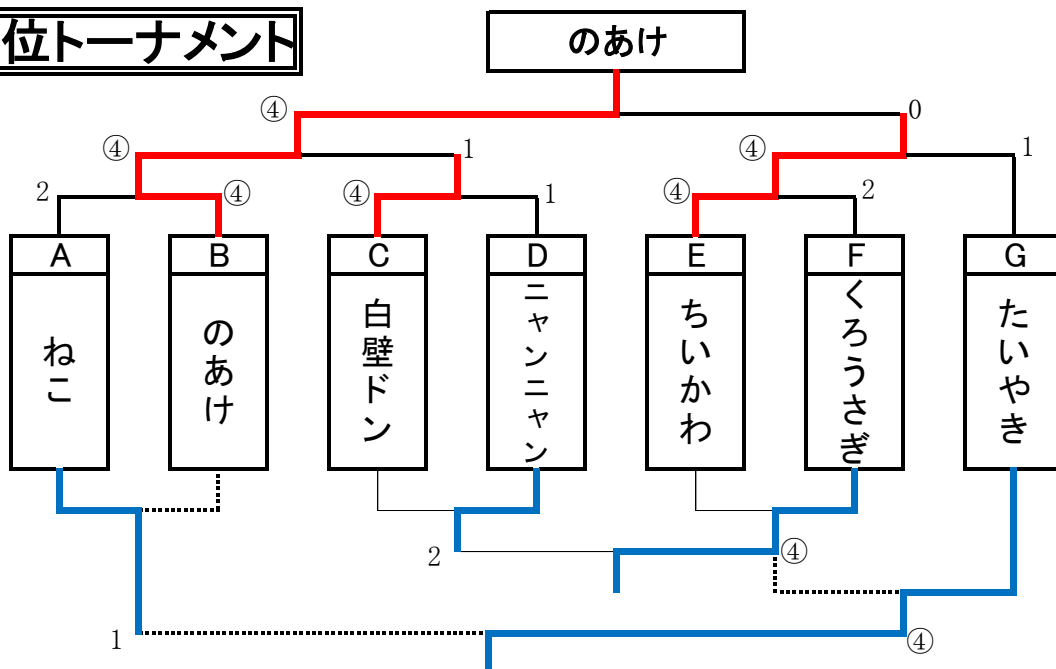 位トーナメント
のあけ
④ 0
④ 1 ④ 1
2 ④ ④ 1 ④ 2
A B C D E F G
ねこ
のあけ
白壁ドン
ニャンニャン
ちいかわ
くろうさぎ
たいやき
2 ④
1 ④